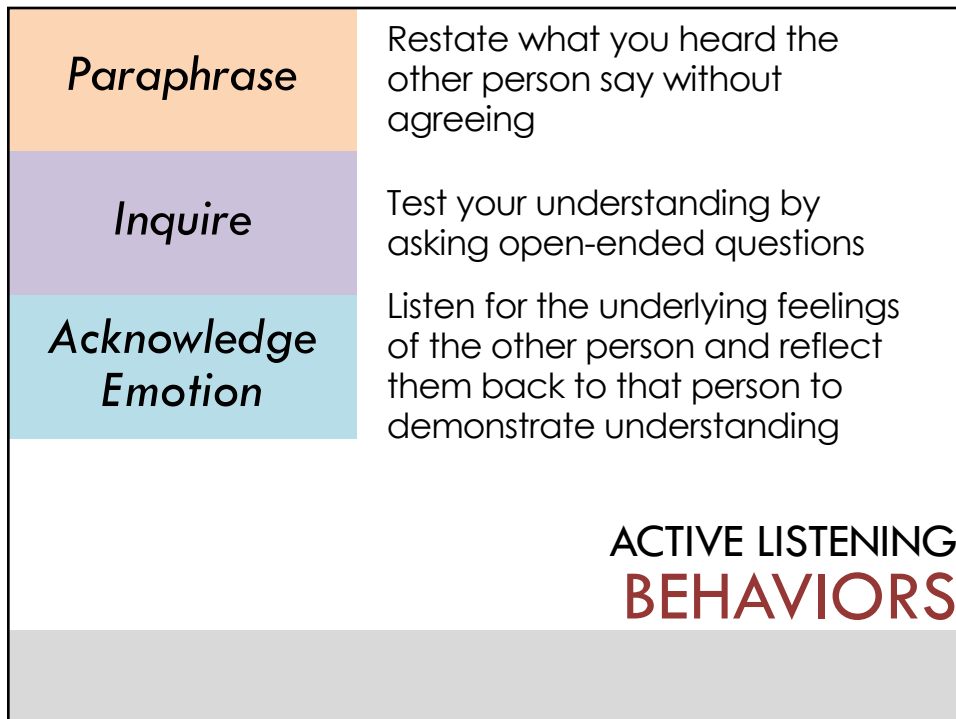 Paraphrase
Restate what you heard the
other person say without
agreeing
Inquire
Test your understanding by
asking open-ended questions
Acknowledge
Emotion
Listen for the underlying feelings
of the other person and reflect
them back to that person to
demonstrate understanding
ACTIVE LISTENING
BEHAVIORS